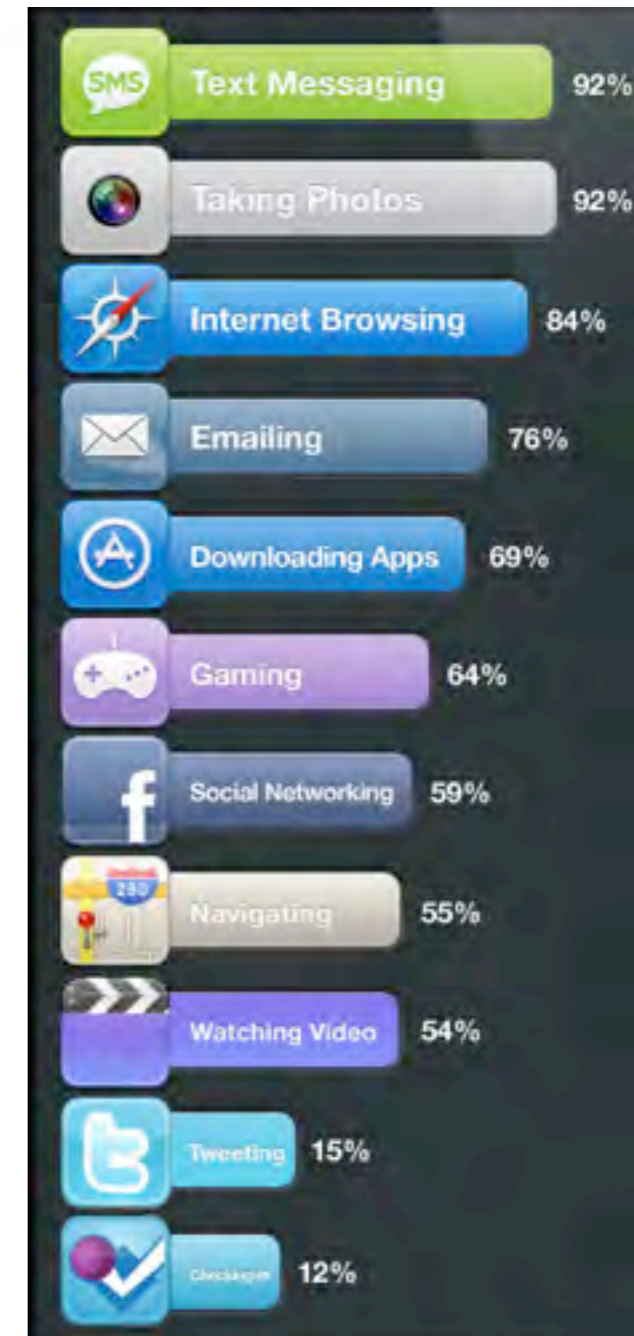 SMS Text Messaging 92%
Taking Photos 92%
Internet Browsing 84%
Emailing 76%
Downloading Apps 69%
Gaming 64%
f Social Networking 59%
280 Navigating 55%
Watching Video 54%
Tweeting 15%
12%